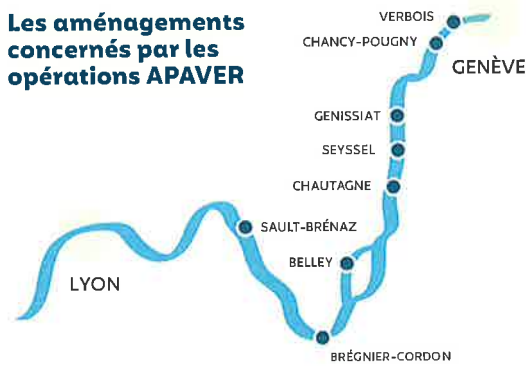 Les aménagements
concernés par les
opérations APAVER
VERBOIS
CHANCY-POUGNY
GENÈVE
GENISSIAT
SEYSSEL
CHAUTAGNE
SAULT-BRÉNAZ
BELLEY
LYON
BRÉGNIER-CORDON